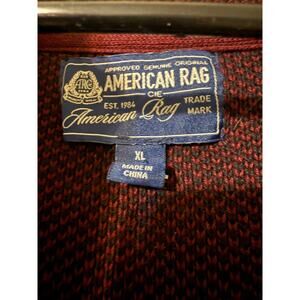 APPROVED GENUINE ORIGINAL
AMERICAN RAG
CIE
EST. 1984
TRADE MARK
American Rag
XL
MADE IN
CHINA